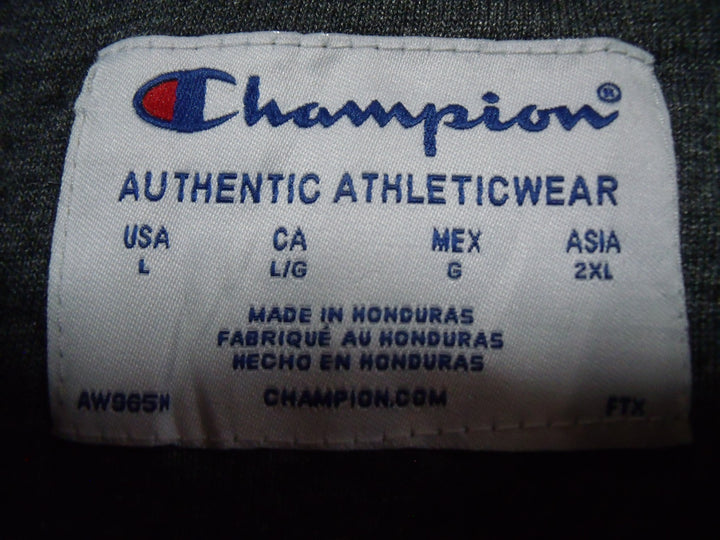 Champion®
AUTHENTIC ATHLETICWEAR
USA CA MEX ASIA
L L/G G 2XL
MADE IN HONDURAS
FABRIQUÉ AU HONDURAS
HECHO EN HONDURAS
CHAMPION.COM FTX